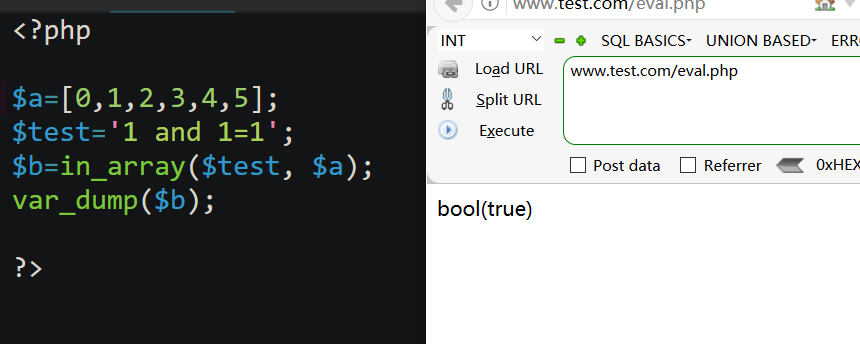 <?php
$a=[0,1,2,3,4,5];
$test='1 and 1=1';
$b=in_array($test, $a);
var_dump($b);
?>
www.test.com/eval.php
INT
SQL BASICS
UNION BASED
ERR
Load URL
www.test.com/eval.php
Split URL
Execute
Post data
Referrer
0xHEX
bool(true)